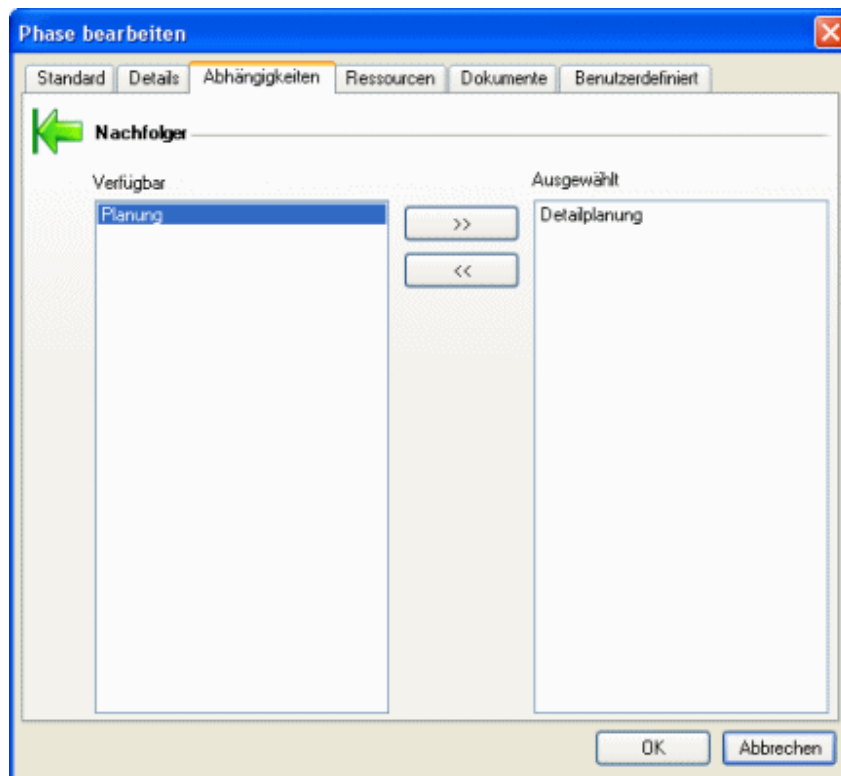 Phase bearbeiten
Standard Details Abhängigkeiten Ressourcen Dokumente Benutzerdefiniert
Nachfolger
Verfügbar Ausgewählt
Planung >> Detailplanung
<<
OK Abbrechen